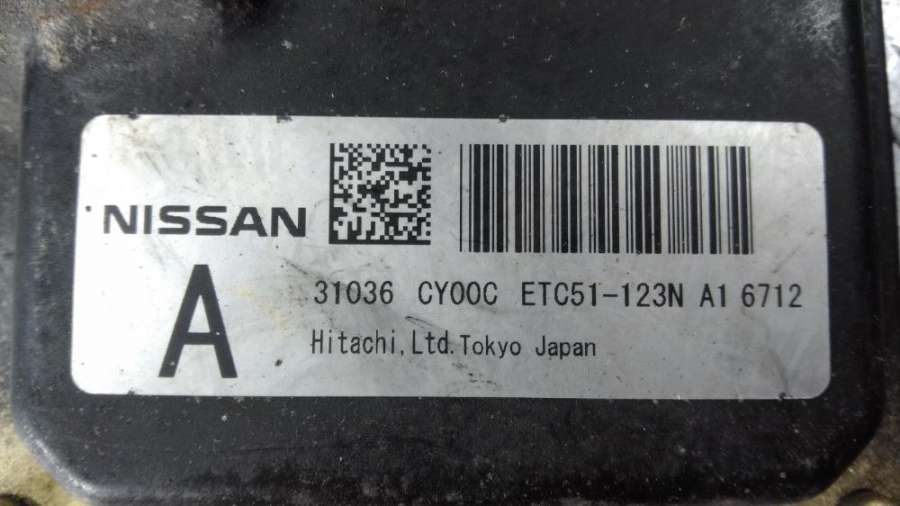 NISSAN
A
31036 CY00C ETC51-123N A1 6712
Hitachi,Ltd.Tokyo Japan